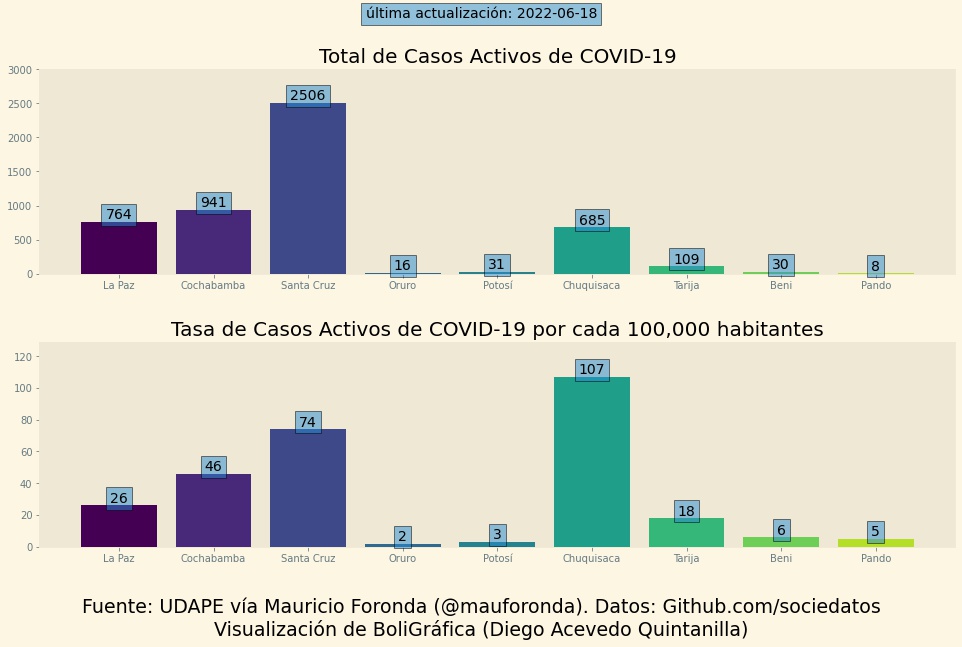 última actualización: 2022-06-18
Total de Casos Activos de COVID-19
3000
2500
2000
1500
1000
500
0
764
941
2506
16
31
685
109
30
8
La Paz
Cochabamba
Santa Cruz
Oruro
Potosí
Chuquisaca
Tarija
Beni
Pando
Tasa de Casos Activos de COVID-19 por cada 100,000 habitantes
120
100
80
60
40
20
0
26
46
74
2
3
107
18
6
5
La Paz
Cochabamba
Santa Cruz
Oruro
Potosí
Chuquisaca
Tarija
Beni
Pando
Fuente: UDAPE vía Mauricio Foronda (@mauforonda). Datos: Github.com/sociedatos
Visualización de BoliGráfica (Diego Acevedo Quintanilla)